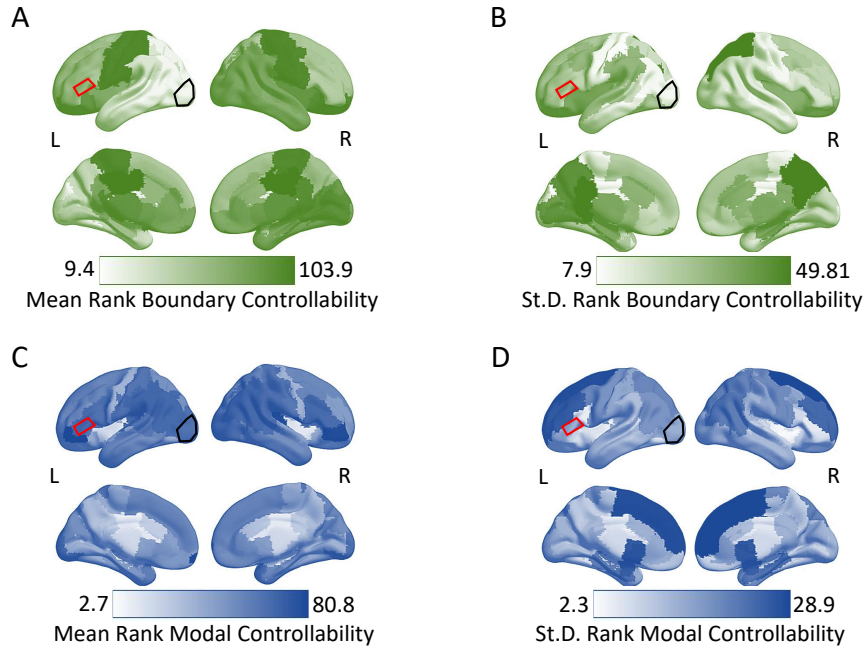 A
L
R
9.4
103.9
Mean Rank Boundary Controllability
B
L
R
7.9
49.81
St.D. Rank Boundary Controllability
C
L
R
2.7
80.8
Mean Rank Modal Controllability
D
L
R
2.3
28.9
St.D. Rank Modal Controllability